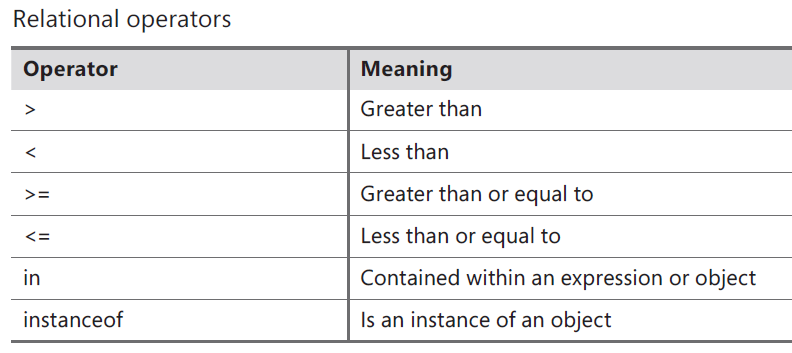 Relational operators
Operator Meaning
> Greater than
< Less than
>= Greater than or equal to
<= Less than or equal to
in Contained within an expression or object
instanceof Is an instance of an object